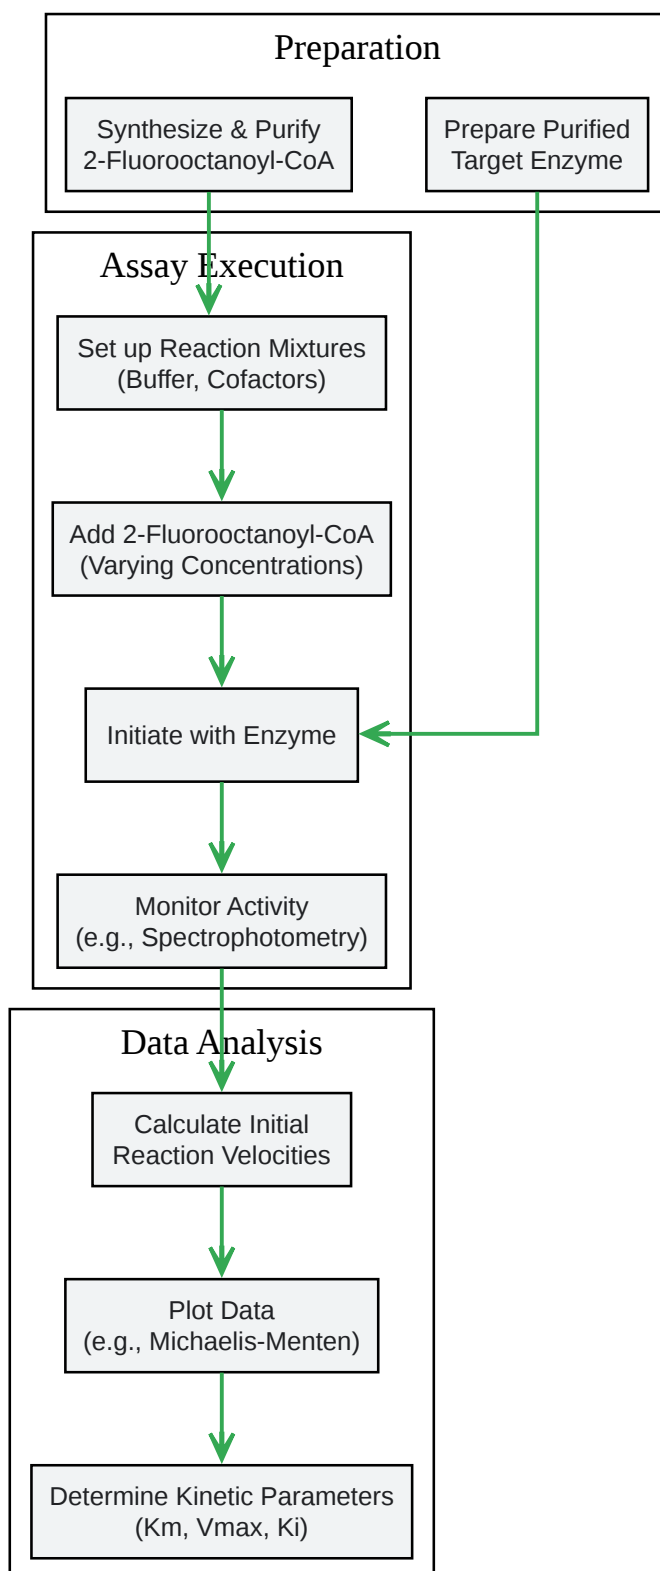 Preparation
Synthesize & Purify
2-Fluorooctanoyl-CoA
Prepare Purified
Target Enzyme
Assay Execution
Set up Reaction Mixtures
(Buffer, Cofactors)
Add 2-Fluorooctanoyl-CoA
(Varying Concentrations)
Initiate with Enzyme
Monitor Activity
(e.g., Spectrophotometry)
Data Analysis
Calculate Initial
Reaction Velocities
Plot Data
(e.g., Michaelis-Menten)
Determine Kinetic Parameters
(Km, Vmax, Ki)